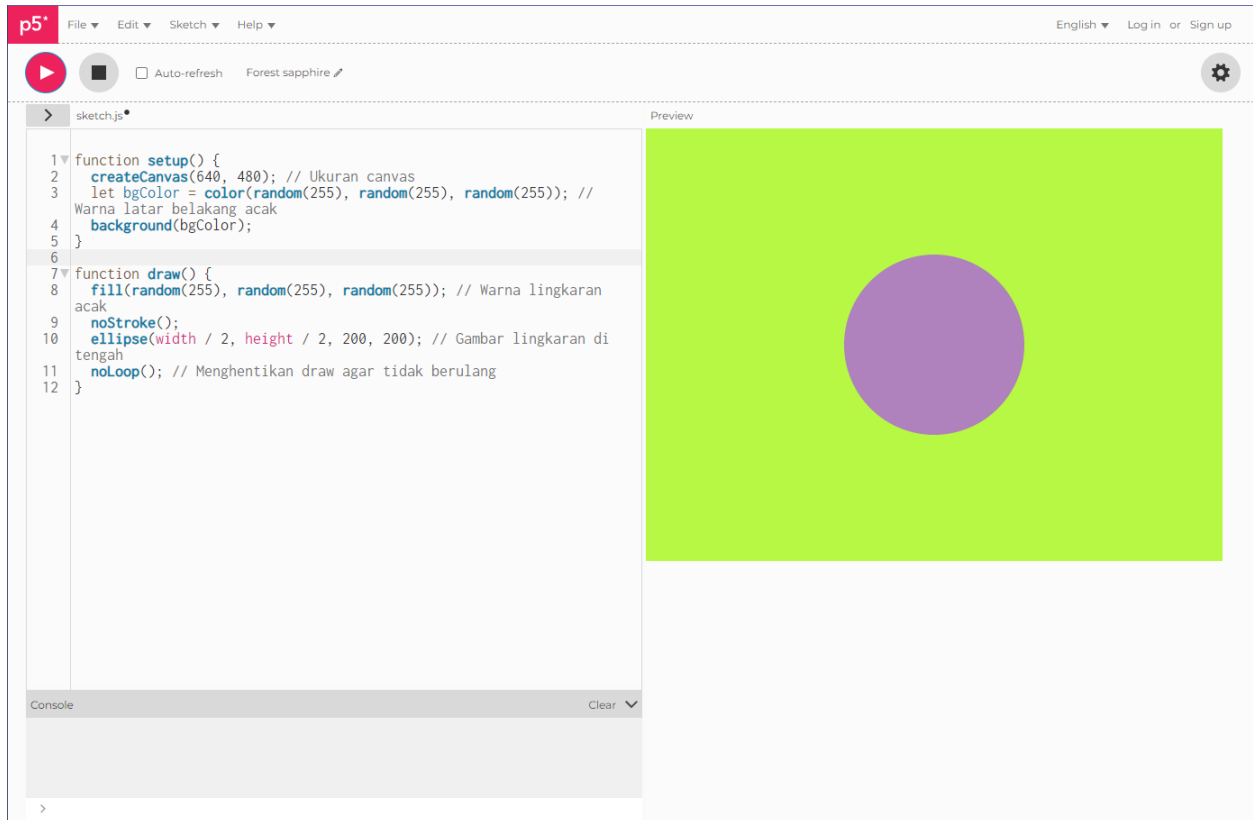 p5* File Edit Sketch Help English Log in or Sign up
Auto-refresh Forest sapphire
sketch.js Preview
1 function setup() {
2 createCanvas(640, 480); // Ukuran canvas
3 let bgColor = color(random(255), random(255), random(255)); //
Warna latar belakang acak
4 background(bgColor);
5 }
6
7 function draw() {
8 fill(random(255), random(255), random(255)); // Warna lingkaran
acak
9 noStroke();
10 ellipse(width / 2, height / 2, 200, 200); // Gambar lingkaran di
tengah
11 noLoop(); // Menghentikan draw agar tidak berulang
12 }
Console Clear
>